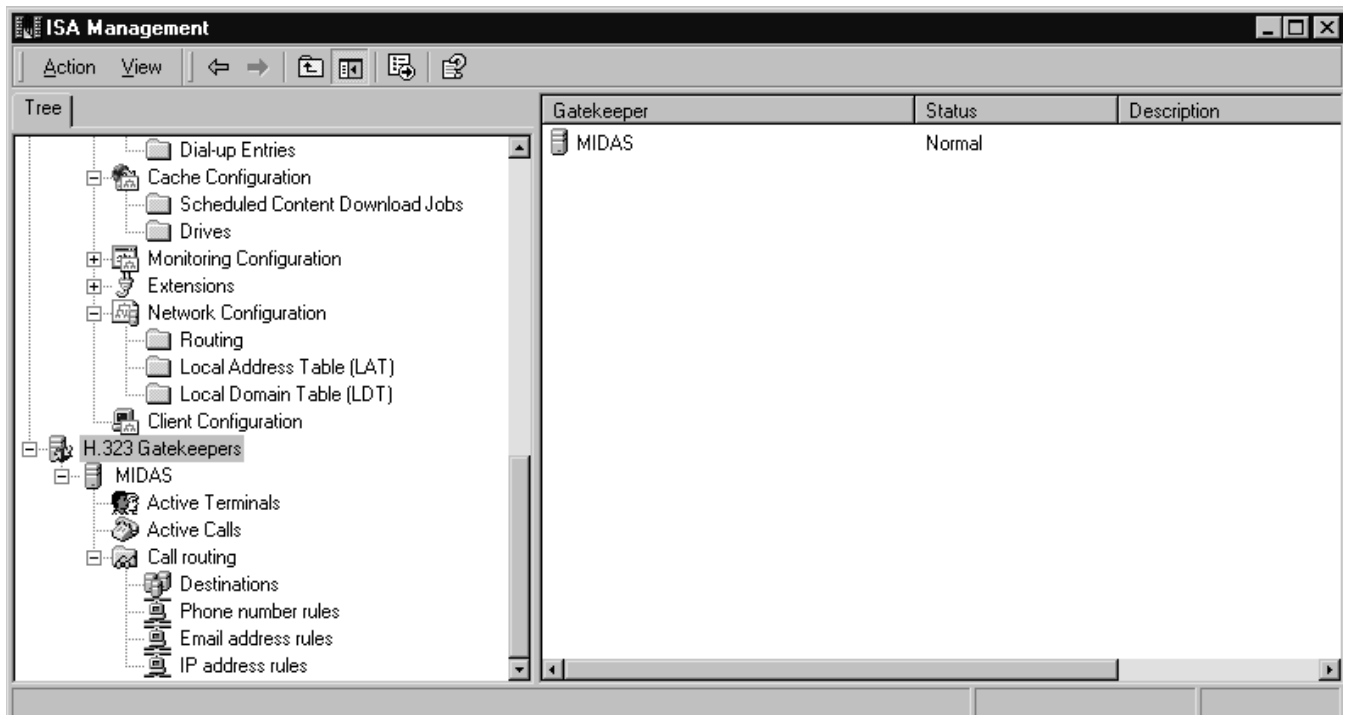 ISA Management
Action View
Tree
Dial-up Entries
Cache Configuration
Scheduled Content Download Jobs
Drives
Monitoring Configuration
Extensions
Network Configuration
Routing
Local Address Table (LAT)
Local Domain Table (LDT)
Client Configuration
H.323 Gatekeepers
MIDAS
Active Terminals
Active Calls
Call routing
Destinations
Phone number rules
Email address rules
IP address rules
Gatekeeper Status Description
MIDAS Normal